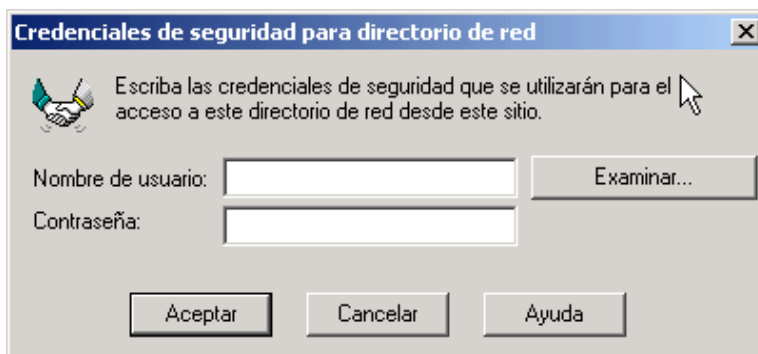 Credenciales de seguridad para directorio de red
Escriba las credenciales de seguridad que se utilizarán para el
acceso a este directorio de red desde este sitio.
Nombre de usuario:
Examinar...
Contraseña:
Aceptar
Cancelar
Ayuda